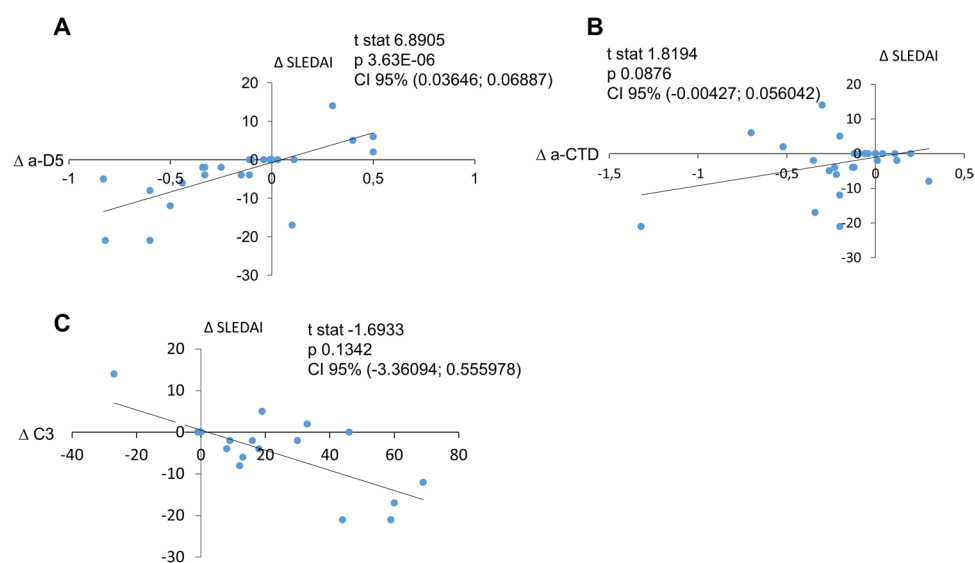 A
t stat 6.8905
p 3.63E-06
CI 95% (0.03646; 0.06887)
Δ SLEDAI
20
10
0
-10
-20
-30
Δ a-D5
-1
-0,5
0
0,5
1
B
t stat 1.8194
p 0.0876
CI 95% (-0.00427; 0.056042)
Δ SLEDAI
20
10
0
-10
-20
-30
Δ a-CTD
-1,5
-1
-0,5
0
0,5
C
Δ SLEDAI
t stat -1.6933
p 0.1342
CI 95% (-3.36094; 0.555978)
20
10
0
-10
-20
-30
Δ C3
-40
-20
0
20
40
60
80